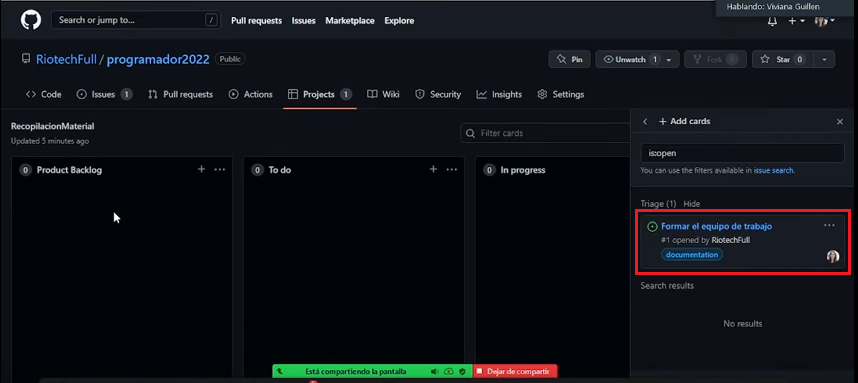 Hablando: Viviana Guillen
Search or jump to... /
Pull requests Issues Marketplace Explore
RiotechFull / programador2022 Public
Pin Unwatch 1 Fork 0 Star 0
Code Issues 1 Pull requests Actions Projects 1 Wiki Security Insights Settings
RecopilacionMaterial
Updated 5 minutes ago
Filter cards
0 Product Backlog
0 To do
0 In progress
Add cards
is:open
You can use the filters available in issue search.
Triage (1) Hide
Formar el equipo de trabajo
#1 opened by RiotechFull
documentation
Search results
No results
Está compartiendo la pantalla Dejar de compartir